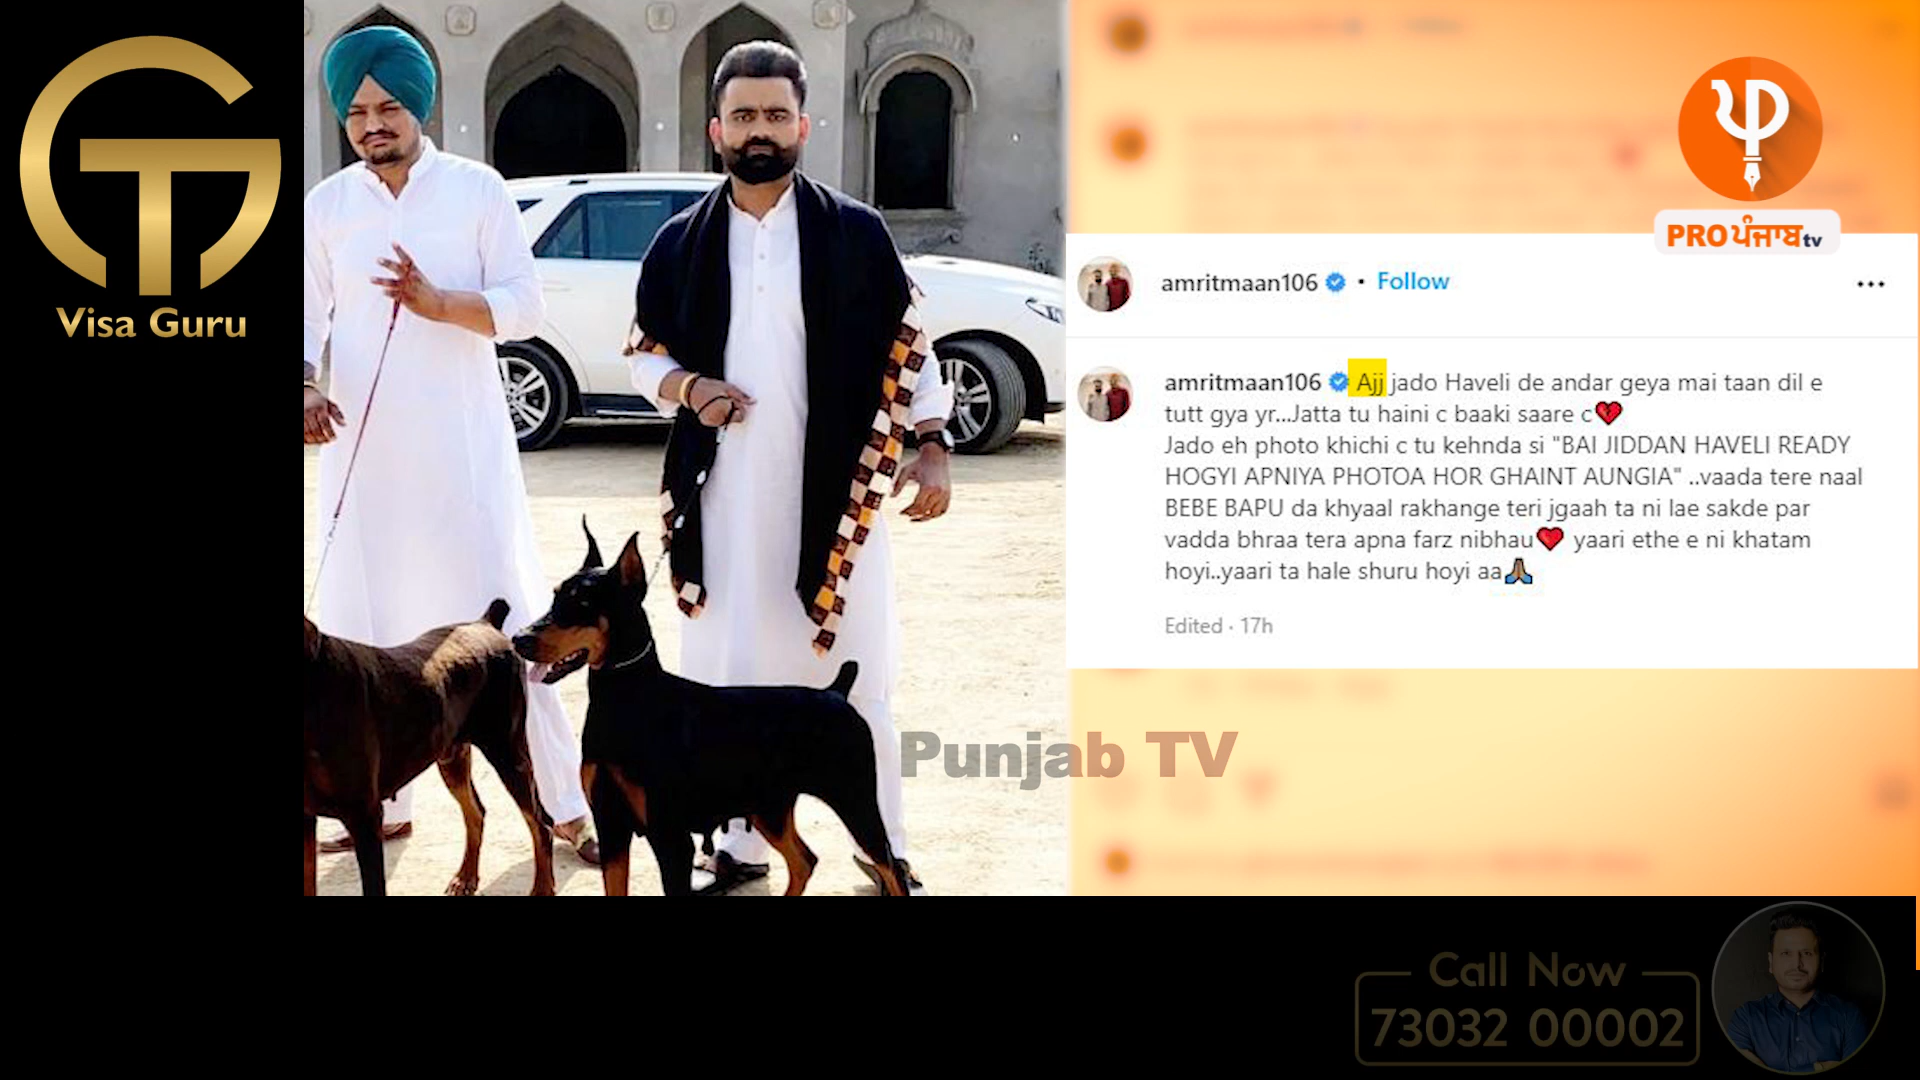 GT
Visa Guru
PRO ਪੰਜਾਬ tv
amritmaan106 • Follow
amritmaan106 Ajj jado Haveli de andar geya mai taan dil e
tutt gya yr...Jatta tu haini c baaki saare c💔
Jado eh photo khichi c tu kehnda si "BAI JIDDAN HAVELI READY
HOGYI APNIYA PHOTOA HOR GHAINT AUNGIA" ..vaada tere naal
BEBE BAPU da khyaal rakhange teri jgaah ta ni lae sakde par
vadda bhraa tera apna farz nibhau❤️ yaari ethe e ni khatam
hoyi..yaari ta hale shuru hoyi aa🙏
Edited · 17h
Punjab TV
Call Now
73032 00002